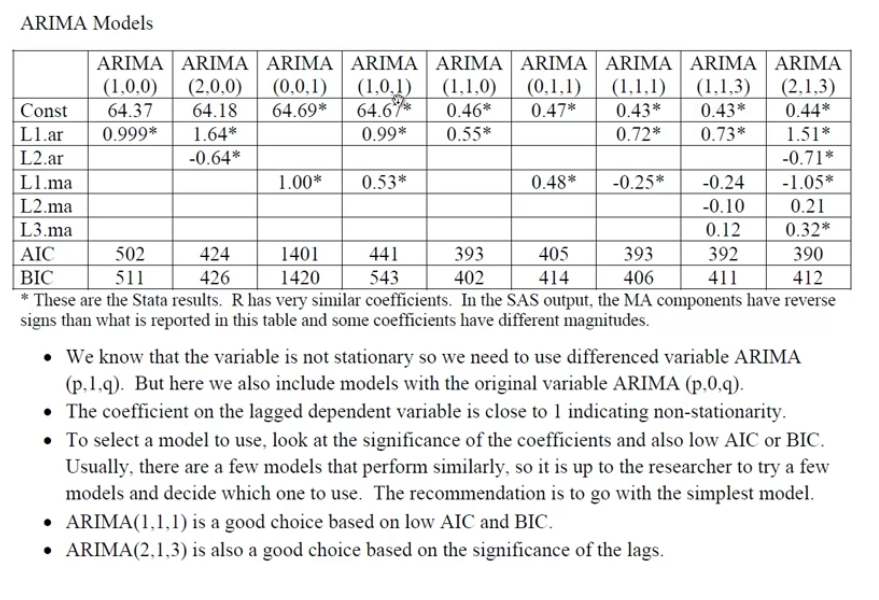 ARIMA Models
ARIMA ARIMA ARIMA ARIMA ARIMA ARIMA ARIMA ARIMA ARIMA
(1,0,0) (2,0,0) (0,0,1) (1,0,1) (1,1,0) (0,1,1) (1,1,1) (1,1,3) (2,1,3)
Const 64.37 64.18 64.69* 64.67* 0.46* 0.47* 0.43* 0.43* 0.44*
L1.ar 0.999* 1.64* 0.99* 0.55* 0.72* 0.73* 1.51*
L2.ar -0.64* -0.71*
L1.ma 1.00* 0.53* 0.48* -0.25* -0.24 -1.05*
L2.ma -0.10 0.21
L3.ma 0.12 0.32*
AIC 502 424 1401 441 393 405 393 392 390
BIC 511 426 1420 543 402 414 406 411 412
* These are the Stata results. R has very similar coefficients. In the SAS output, the MA components have reverse
signs than what is reported in this table and some coefficients have different magnitudes.
• We know that the variable is not stationary so we need to use differenced variable ARIMA
(p,1,q). But here we also include models with the original variable ARIMA (p,0,q).
• The coefficient on the lagged dependent variable is close to 1 indicating non-stationarity.
• To select a model to use, look at the significance of the coefficients and also low AIC or BIC.
Usually, there are a few models that perform similarly, so it is up to the researcher to try a few
models and decide which one to use. The recommendation is to go with the simplest model.
• ARIMA(1,1,1) is a good choice based on low AIC and BIC.
• ARIMA(2,1,3) is also a good choice based on the significance of the lags.